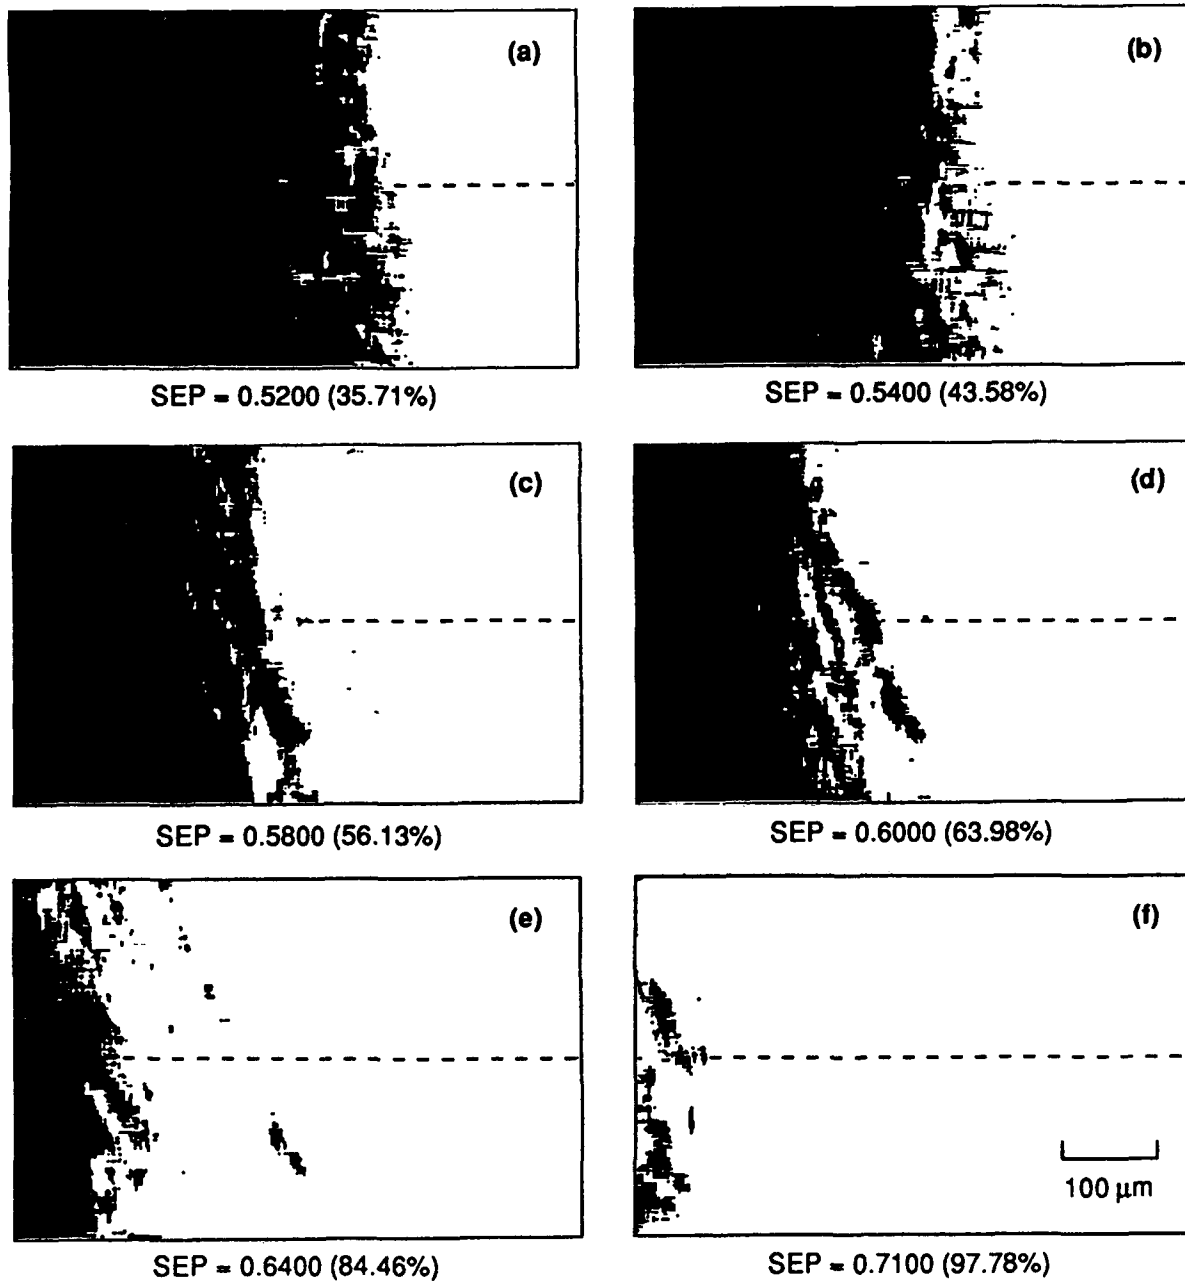 (a)
(b)
SEP = 0.5200 (35.71%)
SEP = 0.5400 (43.58%)
(c)
(d)
SEP = 0.5800 (56.13%)
SEP = 0.6000 (63.98%)
(e)
(f)
100 μm
SEP = 0.6400 (84.46%)
SEP = 0.7100 (97.78%)